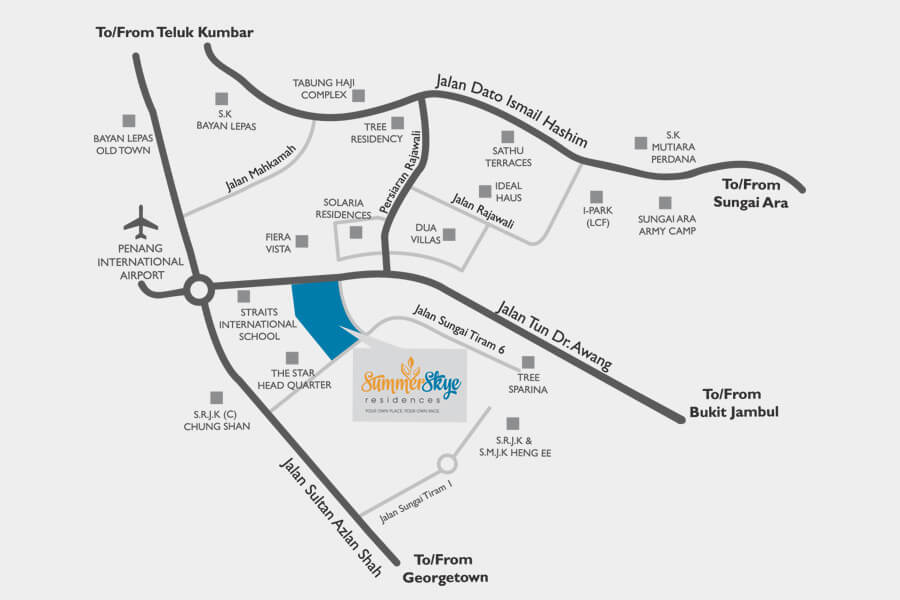 To/From Teluk Kumbar
TABUNG HAJI
COMPLEX
Jalan Dato Ismail Hashim
S.K
BAYAN LEPAS
BAYAN LEPAS
OLD TOWN
TREE
RESIDENCY
Jalan Mahkamah
Persiaran Rajawali
SATHU
TERRACES
S.K
MUTIARA
PERDANA
IDEAL
HAUS
Jalan Rajawali
To/From
Sungai Ara
I-PARK
(LCF)
SUNGAI ARA
ARMY CAMP
SOLARIA
RESIDENCES
DUA
VILLAS
FIERA
VISTA
PENANG
INTERNATIONAL
AIRPORT
STRAITS
INTERNATIONAL
SCHOOL
Jalan Sungai Tiram 6
Jalan Tun Dr. Awang
THE STAR
HEAD QUARTER
SummerSkye
residences
YOUR OWN PLACE. YOUR OWN PACE.
TREE
SPARINA
To/From
Bukit Jambul
S.R.J.K (C)
CHUNG SHAN
S.R.J.K &
S.M.J.K HENG EE
Jalan Sungai Tiram 1
Jalan Sultan Azlan Shah
To/From
Georgetown